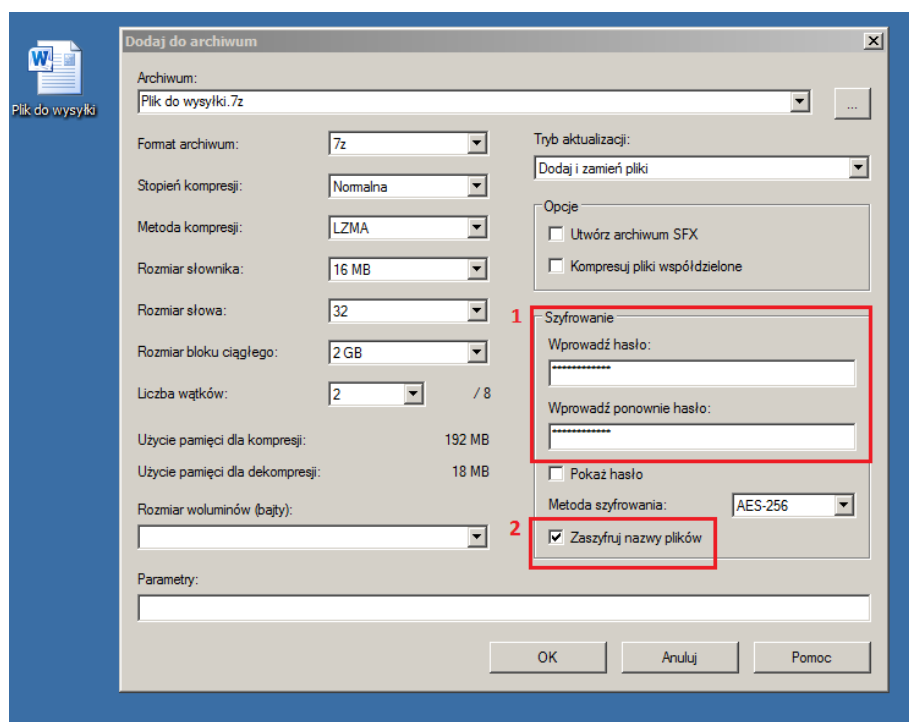 Plik do wysyłki
Dodaj do archiwum
Archiwum:
Plik do wysyłki.7z
...
Format archiwum:
7z
Stopień kompresji:
Normalna
Metoda kompresji:
LZMA
Rozmiar słownika:
16 MB
Rozmiar słowa:
32
Rozmiar bloku ciągłego:
2 GB
Liczba wątków:
2
/ 8
Użycie pamięci dla kompresji:
192 MB
Użycie pamięci dla dekompresji:
18 MB
Rozmiar woluminów (bajty):
Tryb aktualizacji:
Dodaj i zamień pliki
Opcje
Utwórz archiwum SFX
Kompresuj pliki współdzielone
1
Szyfrowanie
Wprowadź hasło:
************
Wprowadź ponownie hasło:
************
Pokaż hasło
Metoda szyfrowania:
AES-256
2
Zaszyfruj nazwy plików
Parametry:
OK
Anuluj
Pomoc